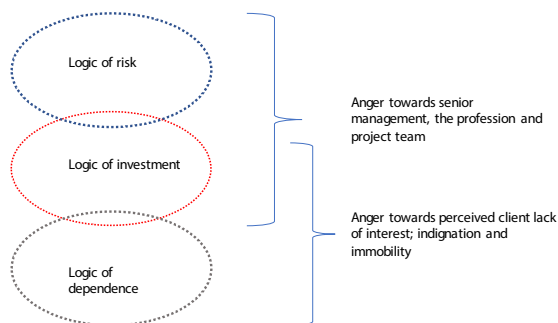 Logic of risk
Anger towards senior
management, the profession and
project team
Logic of investment
Anger towards perceived client lack
of interest; indignation and
immobility
Logic of
dependence